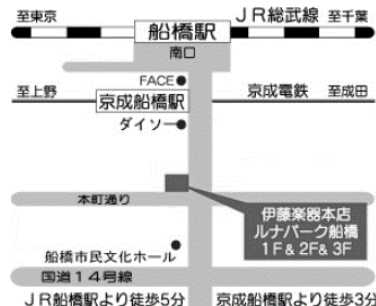 至東京
JR総武線
至千葉
船橋駅
南口
FACE
至上野
京成船橋駅
京成電鉄
至成田
ダイソー
本町通り
伊藤楽器本店
ルナパーク船橋
1F&2F&3F
船橋市民文化ホール
国道14号線
JR船橋駅より徒歩5分
京成船橋駅より徒歩3分